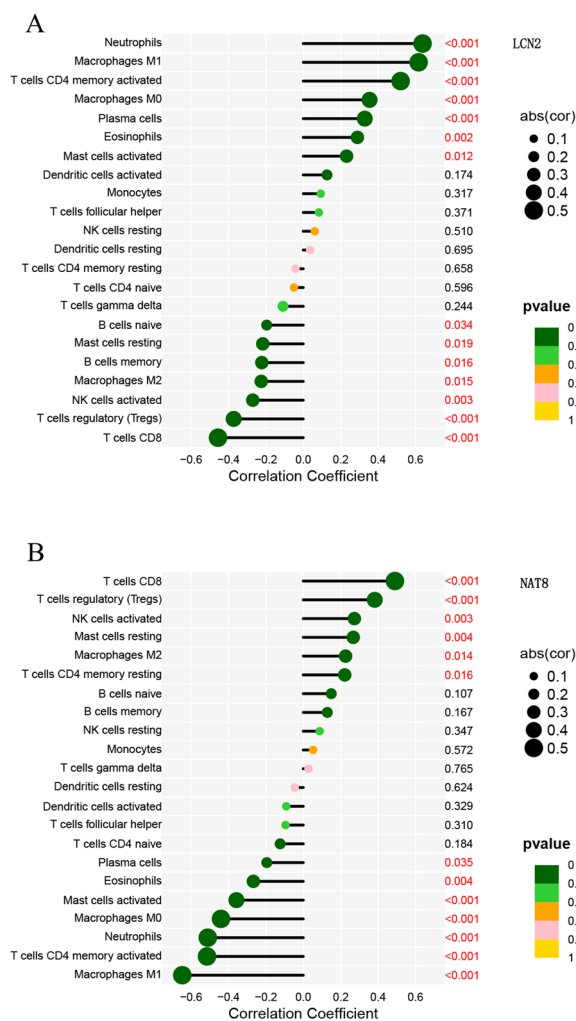 A
LCN2
Neutrophils <0.001
Macrophages M1 <0.001
T cells CD4 memory activated <0.001
Macrophages M0 <0.001
Plasma cells <0.001
Eosinophils 0.002
Mast cells activated 0.012
Dendritic cells activated 0.174
Monocytes 0.317
T cells follicular helper 0.371
NK cells resting 0.510
Dendritic cells resting 0.695
T cells CD4 memory resting 0.658
T cells CD4 naive 0.596
T cells gamma delta 0.244
B cells naive 0.034
Mast cells resting 0.019
B cells memory 0.016
Macrophages M2 0.015
NK cells activated 0.003
T cells regulatory (Tregs) <0.001
T cells CD8 <0.001
−0.6 −0.4 −0.2 0.0 0.2 0.4 0.6
Correlation Coefficient
abs(cor)
0.1
0.2
0.3
0.4
0.5
pvalue
0
0.
0.
0.
0.
1
B
NAT8
T cells CD8 <0.001
T cells regulatory (Tregs) <0.001
NK cells activated 0.003
Mast cells resting 0.004
Macrophages M2 0.014
T cells CD4 memory resting 0.016
B cells naive 0.107
B cells memory 0.167
NK cells resting 0.347
Monocytes 0.572
T cells gamma delta 0.765
Dendritic cells resting 0.624
Dendritic cells activated 0.329
T cells follicular helper 0.310
T cells CD4 naive 0.184
Plasma cells 0.035
Eosinophils 0.004
Mast cells activated <0.001
Macrophages M0 <0.001
Neutrophils <0.001
T cells CD4 memory activated <0.001
Macrophages M1 <0.001
−0.6 −0.4 −0.2 0.0 0.2 0.4 0.6
Correlation Coefficient
abs(cor)
0.1
0.2
0.3
0.4
0.5
pvalue
0
0.
0.
0.
0.
1